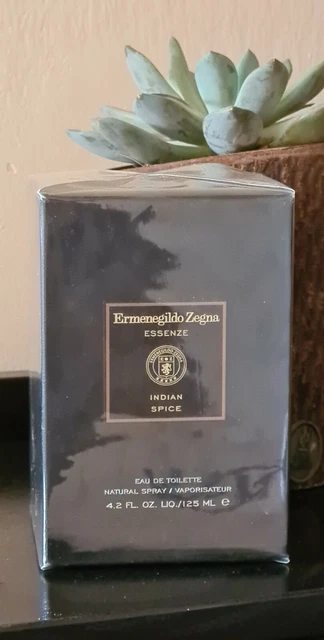 Ermenegildo Zegna
ESSENZE
INDIAN
SPICE
EAU DE TOILETTE
NATURAL SPRAY / VAPORISATEUR
4.2 FL. OZ. LIQ./125 ML ℮